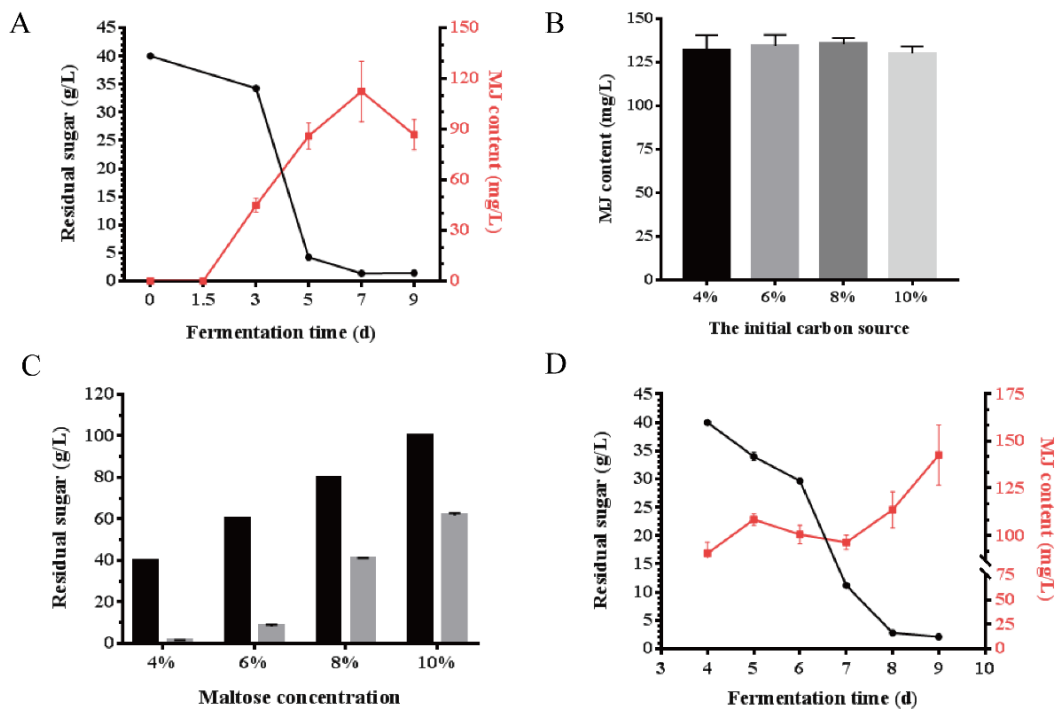 A
Residual sugar (g/L)
45
40
35
30
25
20
15
10
5
0
0 1.5 3 5 7 9
Fermentation time (d)
150
120
90
60
30
0
MJ content (mg/L)
B
MJ content (mg/L)
150
125
100
75
50
25
0
4% 6% 8% 10%
The initial carbon source
C
Residual sugar (g/L)
120
100
80
60
40
20
0
4% 6% 8% 10%
Maltose concentration
D
Residual sugar (g/L)
45
40
35
30
25
20
15
10
5
0
3 4 5 6 7 8 9 10
Fermentation time (d)
175
150
125
100
75
50
25
0
MJ content (mg/L)